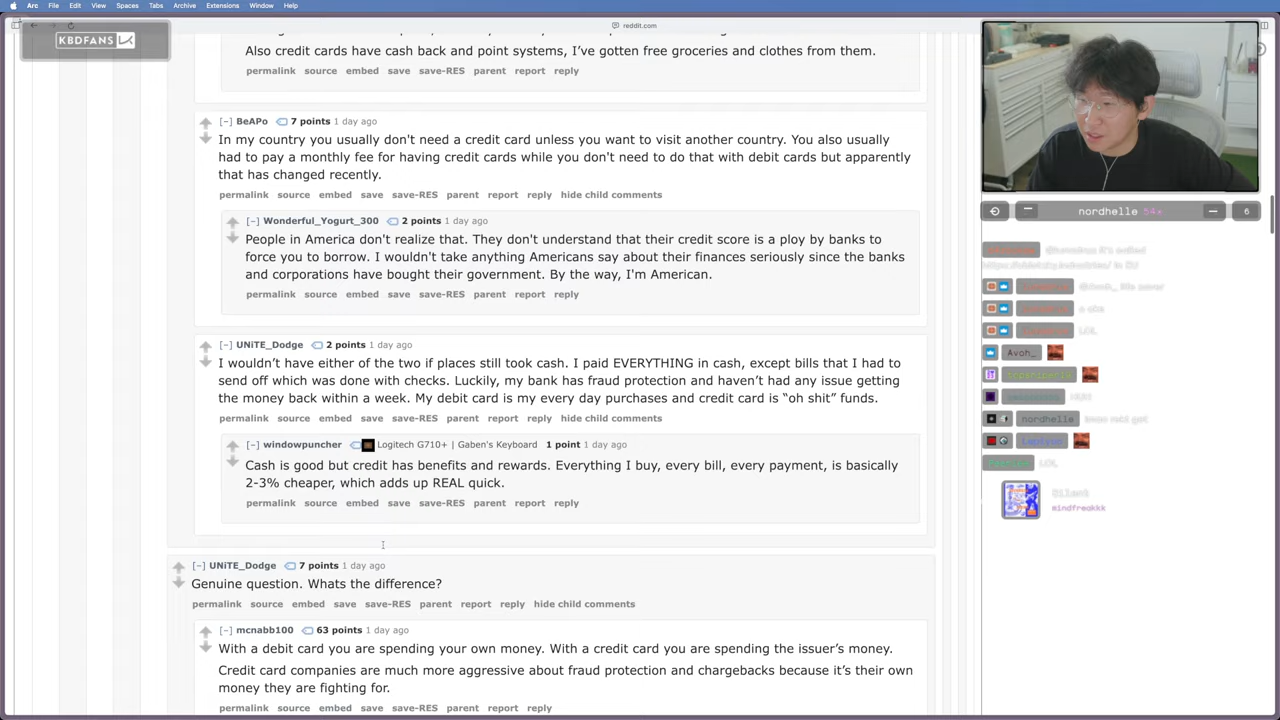 Arc File Edit View Spaces Tabs Archive Extensions Window Help
reddit.com
KBDFANS
Also credit cards have cash back and point systems, I’ve gotten free groceries and clothes from them.
permalink source embed save save-RES parent report reply
[–] BeAPo 7 points 1 day ago
In my country you usually don't need a credit card unless you want to visit another country. You also usually
had to pay a monthly fee for having credit cards while you don't need to do that with debit cards but apparently
that has changed recently.
permalink source embed save save-RES parent report reply hide child comments
[–] Wonderful_Yogurt_300 2 points 1 day ago
People in America don't realize that. They don't understand that their credit score is a ploy by banks to
force you to borrow. I wouldn't take anything Americans say about their finances seriously since the banks
and corporations have bought their government. By the way, I'm American.
permalink source embed save save-RES parent report reply
[–] UNiTE_Dodge 2 points 1 day ago
I wouldn’t have either of the two if places still took cash. I paid EVERYTHING in cash, except bills that I had to
send off which was done with checks. Luckily, my bank has fraud protection and haven’t had any issue getting
the money back within a week. My debit card is my every day purchases and credit card is “oh shit” funds.
permalink source embed save save-RES parent report reply hide child comments
[–] windowpuncher Logitech G710+ | Gaben's Keyboard 1 point 1 day ago
Cash is good but credit has benefits and rewards. Everything I buy, every bill, every payment, is basically
2-3% cheaper, which adds up REAL quick.
permalink source embed save save-RES parent report reply
[–] UNiTE_Dodge 7 points 1 day ago
Genuine question. Whats the difference?
permalink source embed save save-RES parent report reply hide child comments
[–] mcnabb100 63 points 1 day ago
With a debit card you are spending your own money. With a credit card you are spending the issuer’s money.
Credit card companies are much more aggressive about fraud protection and chargebacks because it’s their own
money they are fighting for.
permalink source embed save save-RES parent report reply
nordhelle 54x 6
LOL
Avoh_
nordhelle
LOL
Silent
mindfreakkk